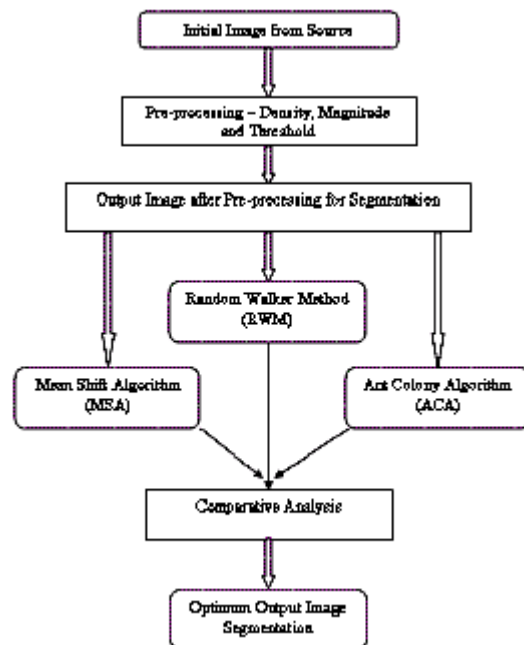 Initial Image from Source
Pre-processing – Density, Magnitude
and Threshold
Output Image after Pre-processing for Segmentation
Random Walker Method
(RWM)
Mean Shift Algorithm
(MSA)
Ant Colony Algorithm
(ACA)
Comparative Analysis
Optimum Output Image
Segmentation